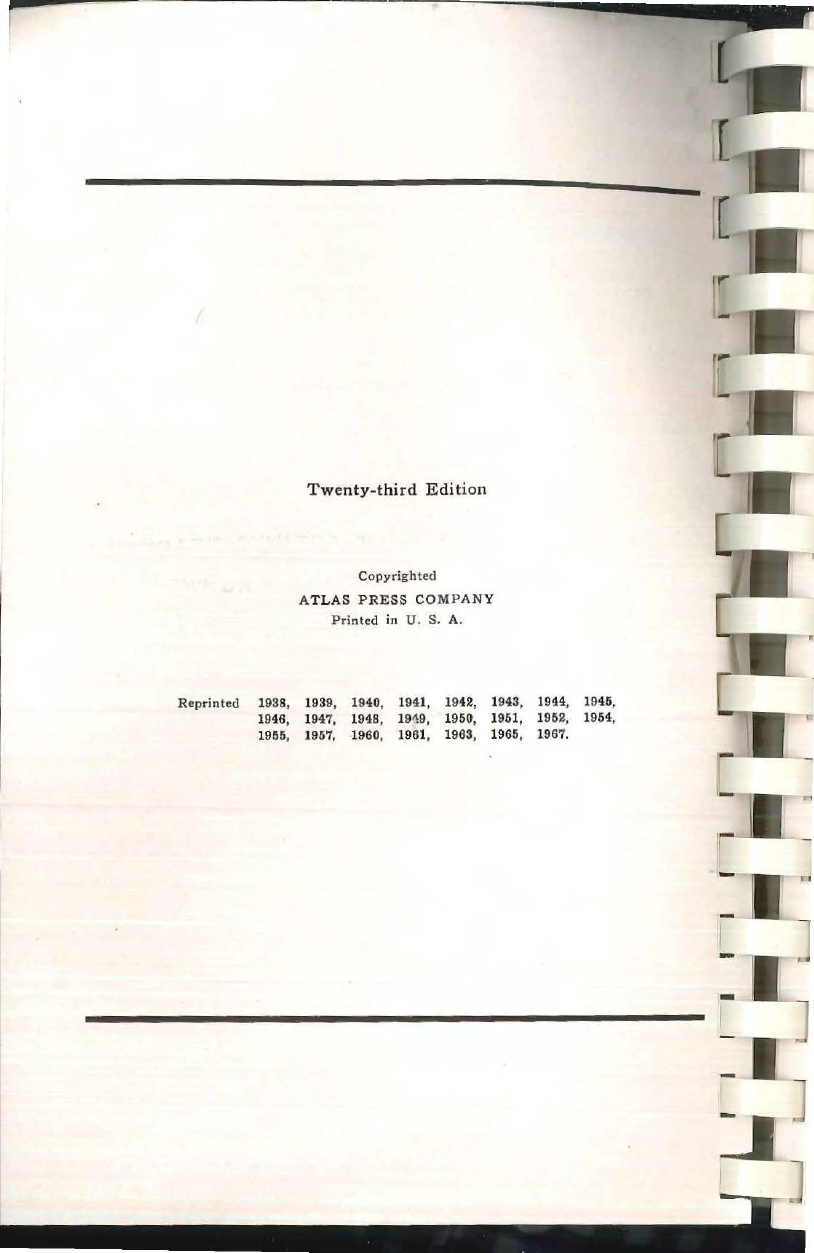 Twenty-third Edition
Copyrighted
ATLAS PRESS COMPANY
Printed in U. S. A.
Reprinted 1938, 1939, 1940, 1941, 1942, 1943, 1944, 1945,
1946, 1947, 1948, 1949, 1950, 1951, 1952, 1954,
1955, 1957, 1960, 1961, 1963, 1965, 1967.